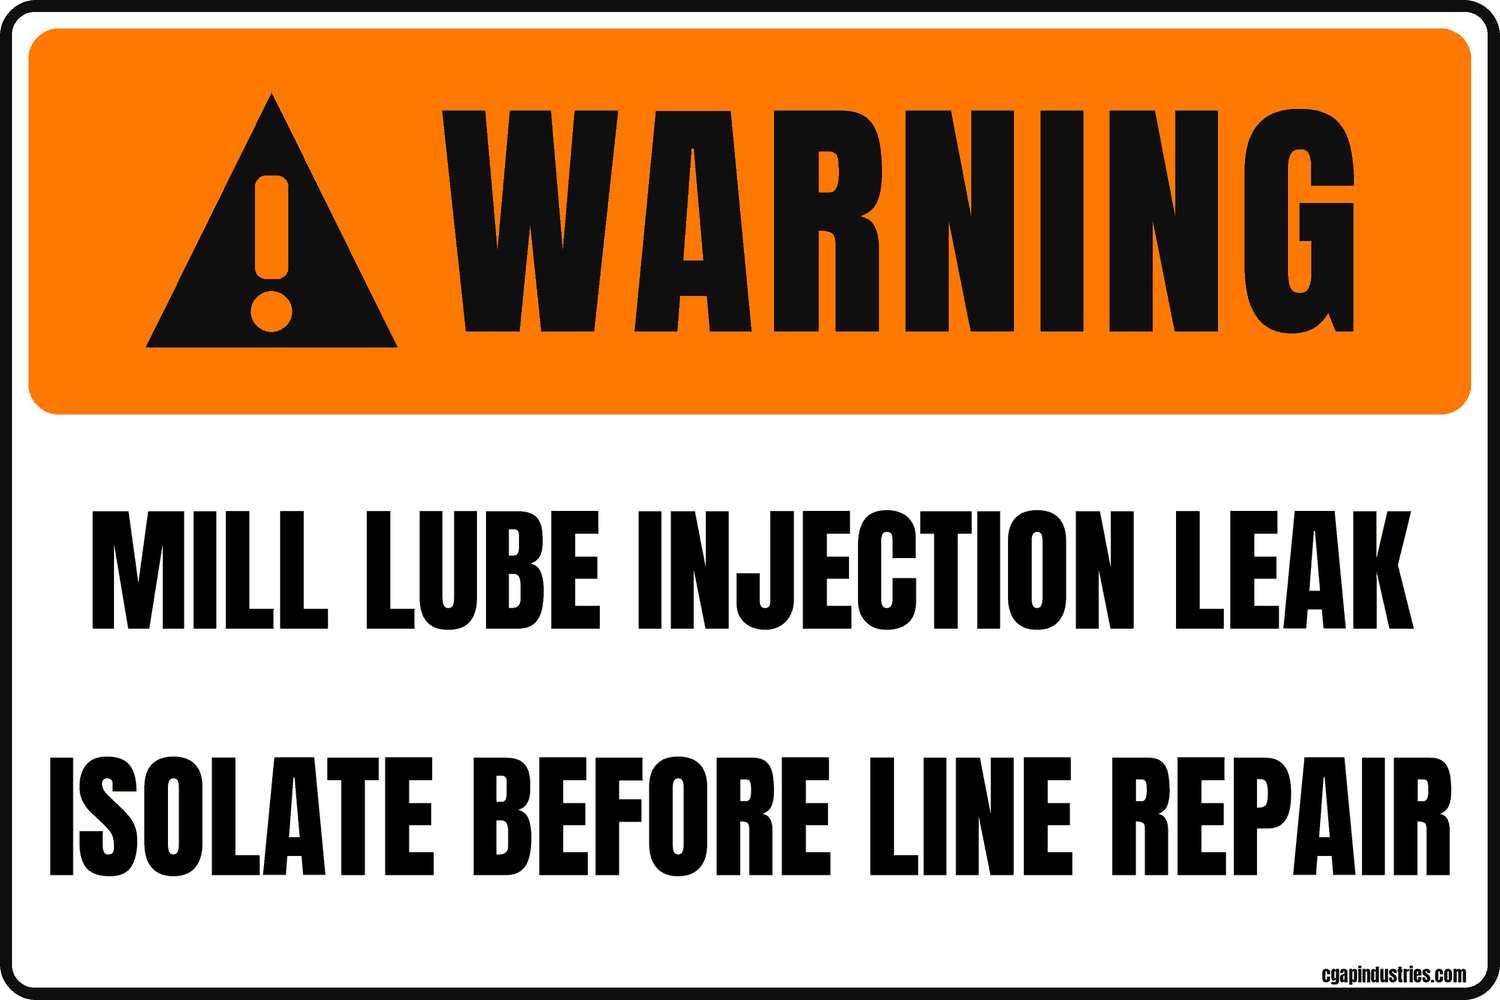 WARNING
MILL LUBE INJECTION LEAK
ISOLATE BEFORE LINE REPAIR
cgapindustries.com